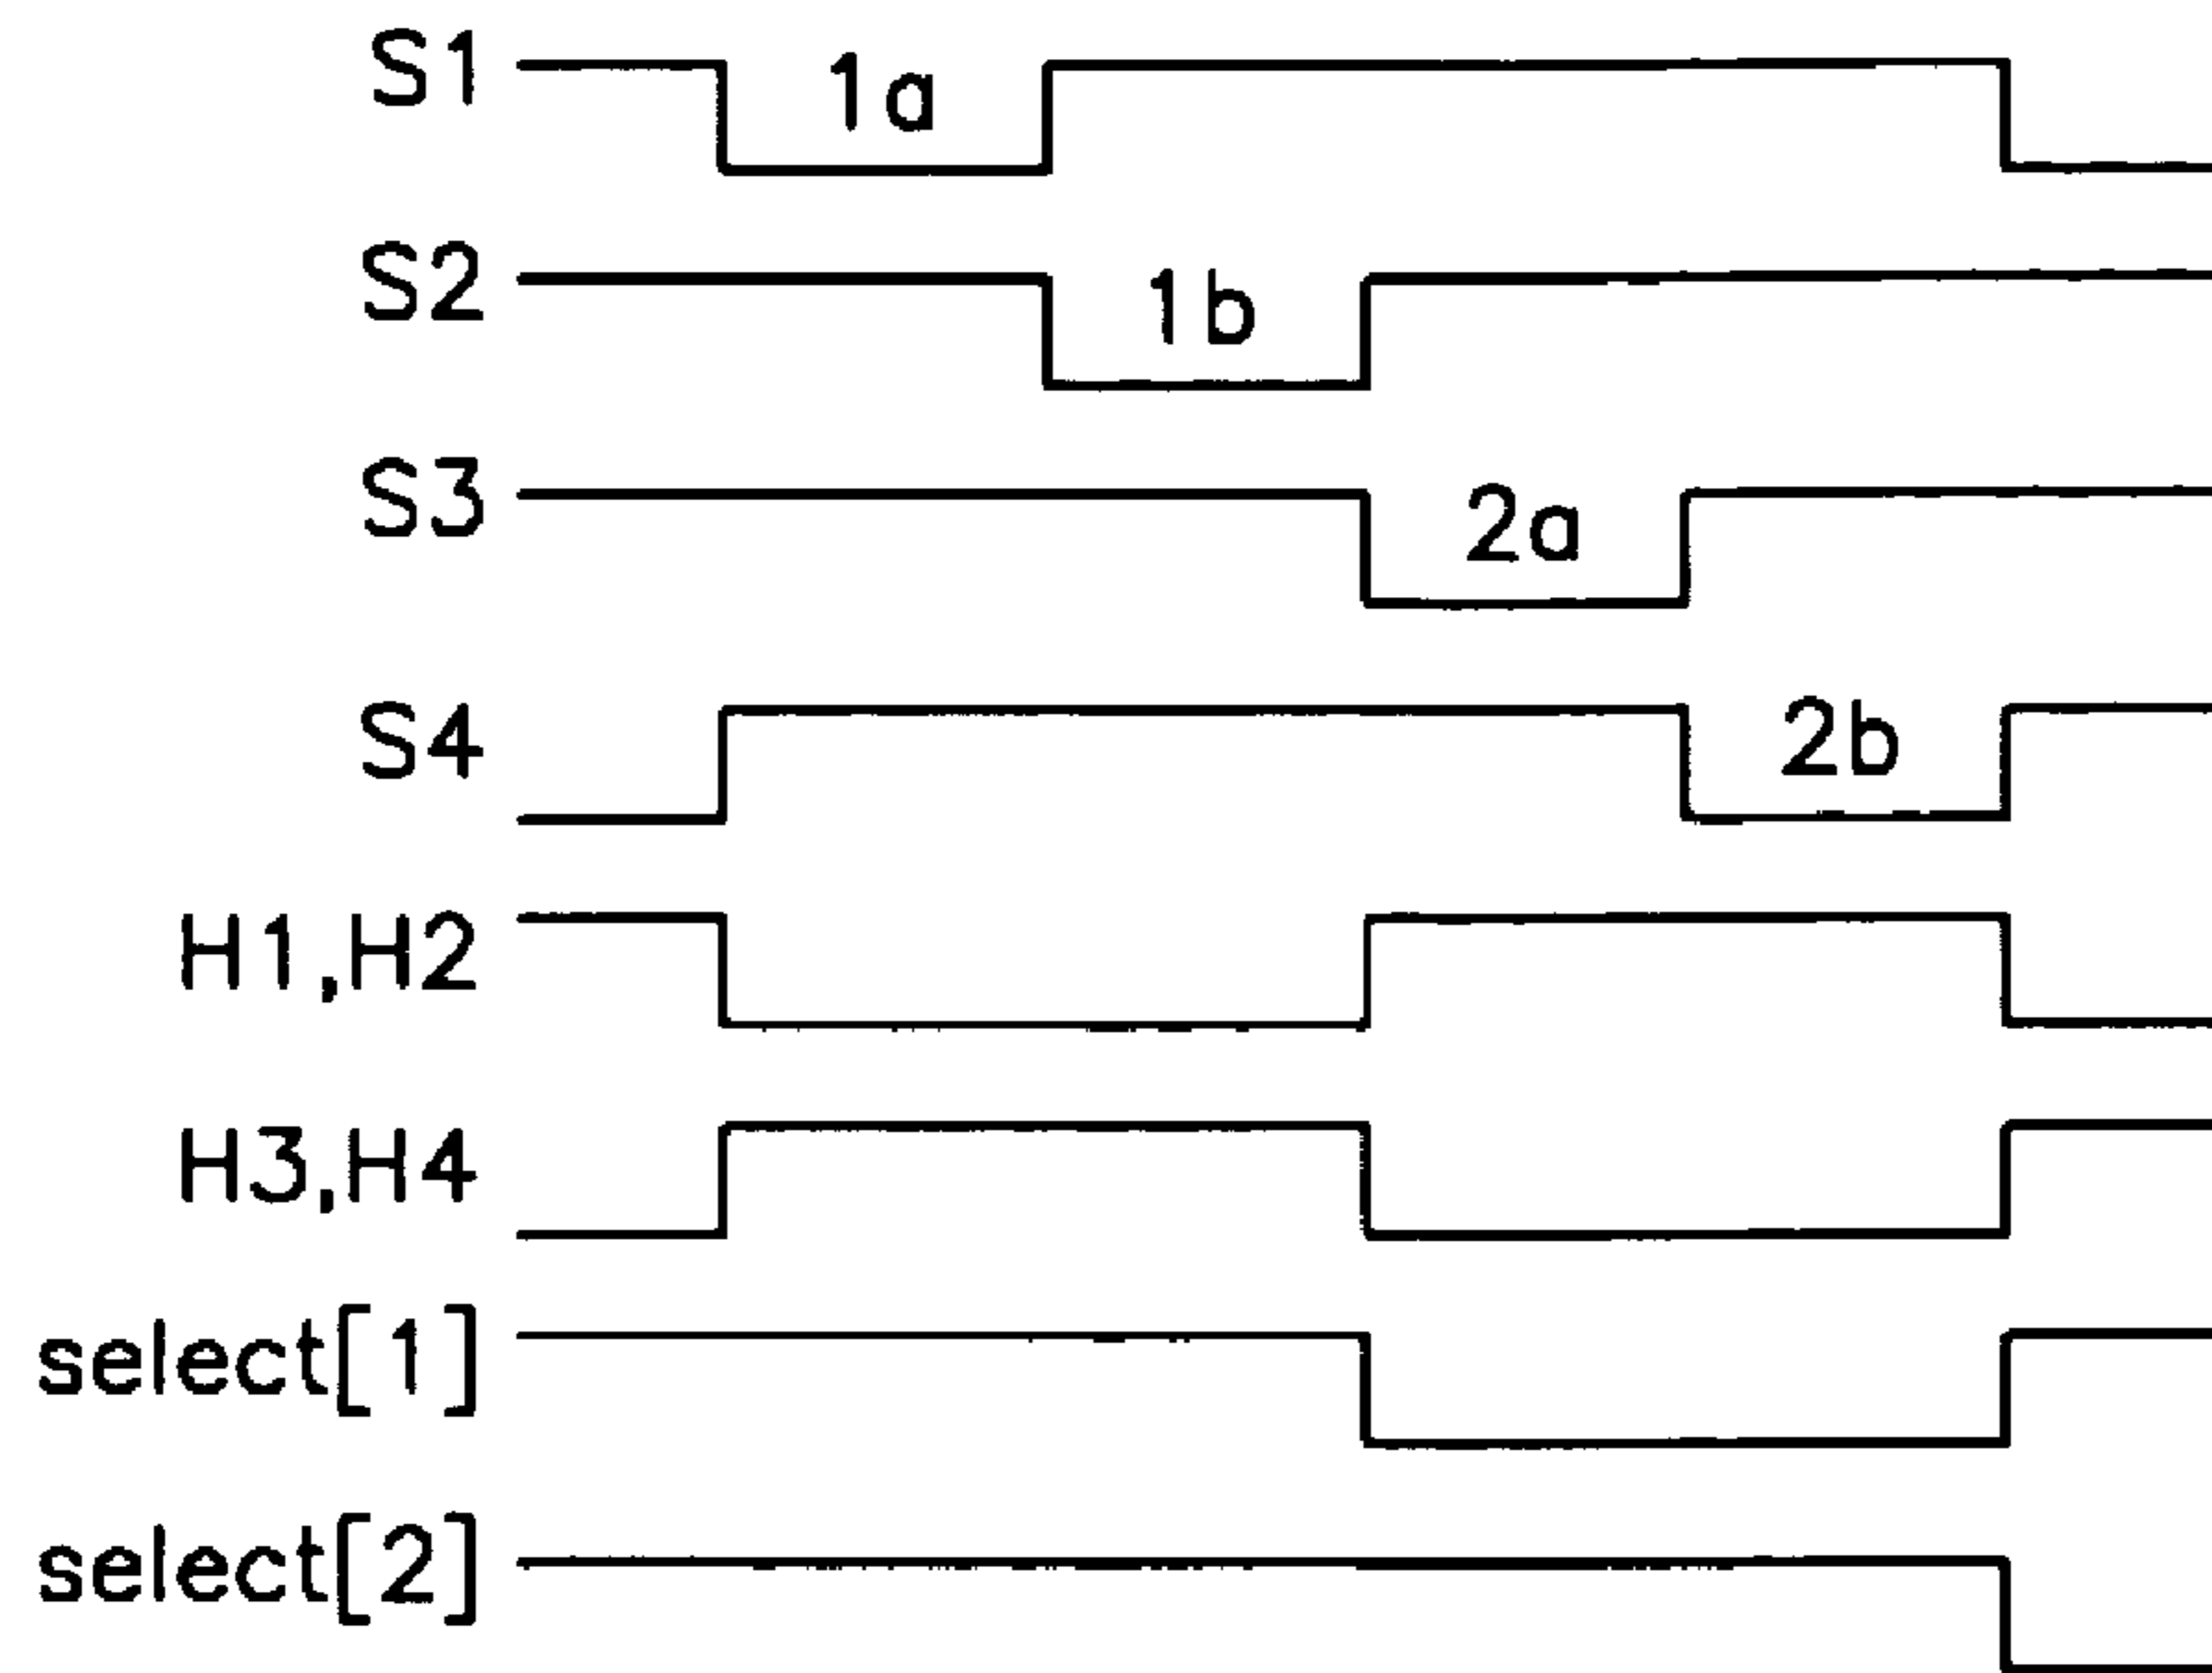 S1 1a
S2 1b
S3 2a
S4 2b
H1,H2
H3,H4
select[1]
select[2]